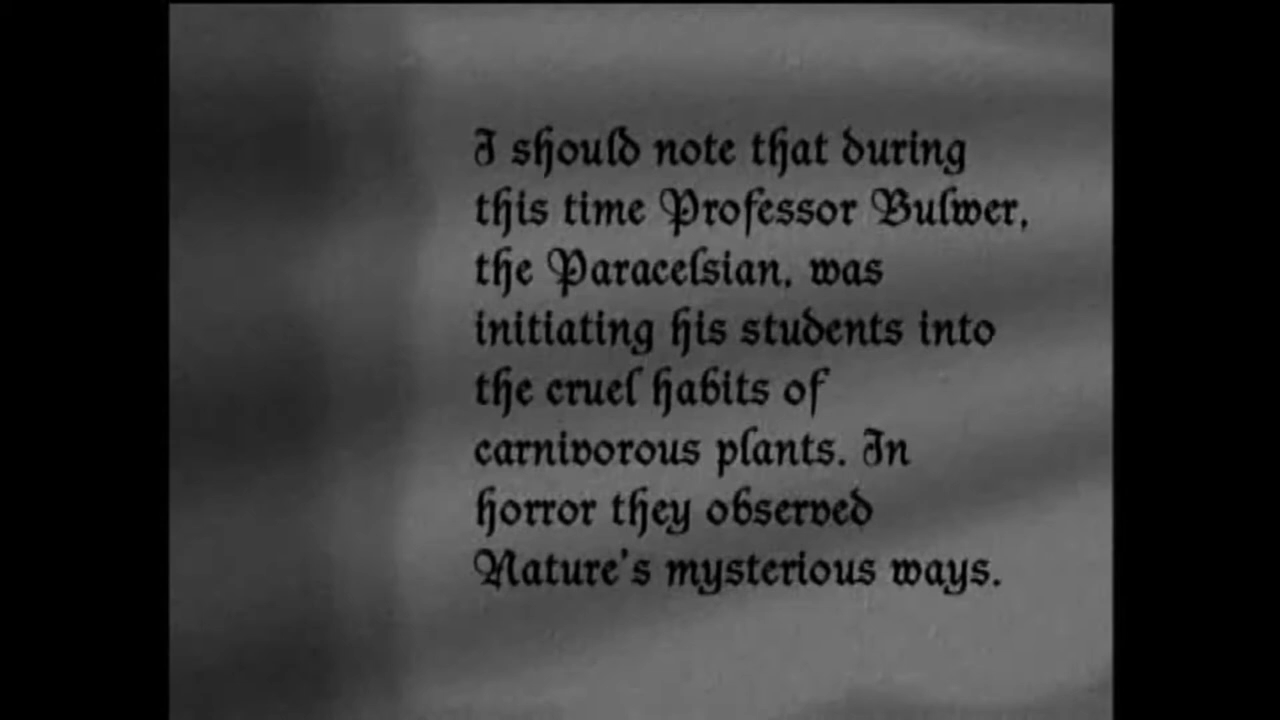 I should note that during
this time Professor Bulwer,
the Paracelsian, was
initiating his students into
the cruel habits of
carnivorous plants. In
horror they observed
Nature's mysterious ways.